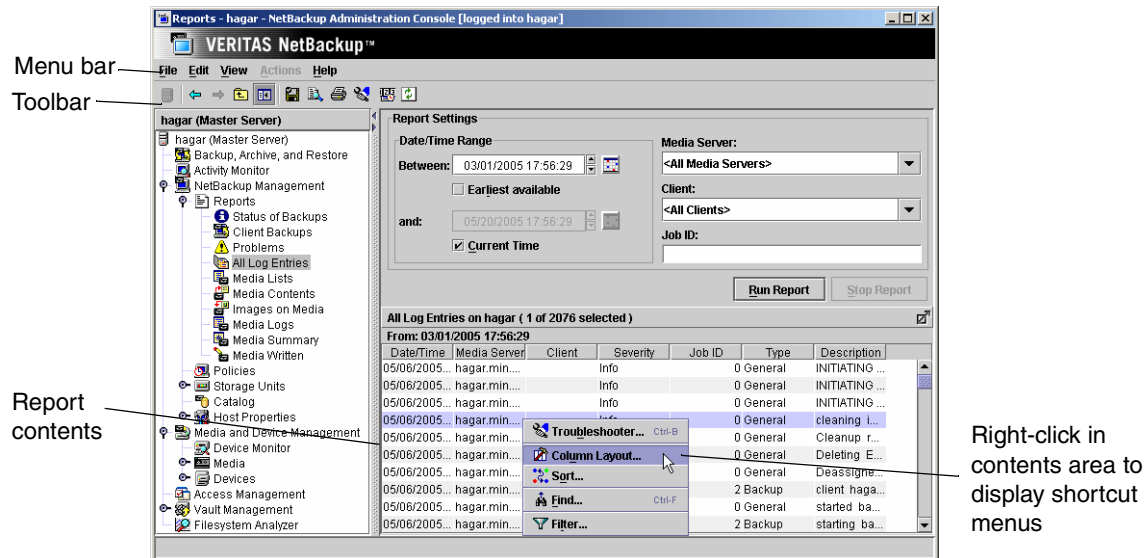 Reports - hagar - NetBackup Administration Console [logged into hagar]
VERITAS NetBackup™
Menu bar
File Edit View Actions Help
Toolbar
hagar (Master Server)
hagar (Master Server)
Backup, Archive, and Restore
Activity Monitor
NetBackup Management
Reports
Status of Backups
Client Backups
Problems
All Log Entries
Media Lists
Media Contents
Images on Media
Media Logs
Media Summary
Media Written
Policies
Storage Units
Catalog
Host Properties
Media and Device Management
Device Monitor
Media
Devices
Access Management
Vault Management
Filesystem Analyzer
Report Settings
Date/Time Range
Between: 03/01/2005 17:56:29
Earliest available
and: 05/20/2005 17:56:29
Current Time
Media Server:
<All Media Servers>
Client:
<All Clients>
Job ID:
Run Report Stop Report
All Log Entries on hagar ( 1 of 2076 selected )
From: 03/01/2005 17:56:29
Date/Time Media Server Client Severity Job ID Type Description
05/06/2005... hagar.min.... Info 0 General INITIATING ...
05/06/2005... hagar.min.... Info 0 General INITIATING ...
05/06/2005... hagar.min.... Info 0 General INITIATING ...
05/06/2005... hagar.min.... Info 0 General cleaning i...
05/06/2005... hagar.min.... 0 General Cleanup r...
05/06/2005... hagar.min.... 0 General Deleting E...
05/06/2005... hagar.min.... 0 General Deassigne...
05/06/2005... hagar.min.... 2 Backup client haga...
05/06/2005... hagar.min.... 0 General started ba...
05/06/2005... hagar.min.... 2 Backup starting ba...
Troubleshooter... Ctrl-B
Column Layout...
Sort...
Find... Ctrl-F
Filter...
Report
contents
Right-click in
contents area to
display shortcut
menus